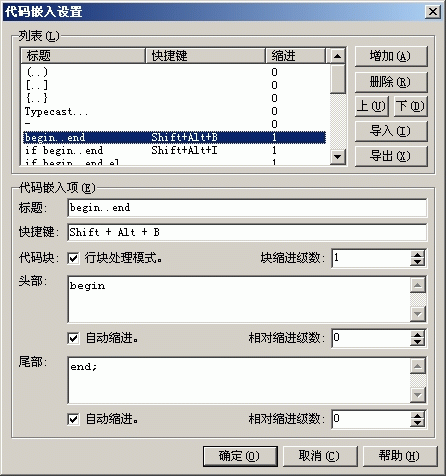 代码嵌入设置
列表(L)
标题 快捷键 缩进
(..) 0
[..] 0
{..} 0
Typecast... 0
- 0
begin..end Shift+Alt+B 1
if begin..end Shift+Alt+I 1
if begin..end el 1
增加(A)
删除(R)
上(U) 下(D)
导入(I)
导出(X)
代码嵌入项(E)
标题: begin..end
快捷键: Shift + Alt + B
代码块: 行块处理模式。 块缩进级数: 1
头部: begin
自动缩进。 相对缩进级数: 0
尾部: end;
自动缩进。 相对缩进级数: 0
确定(O) 取消(C) 帮助(H)